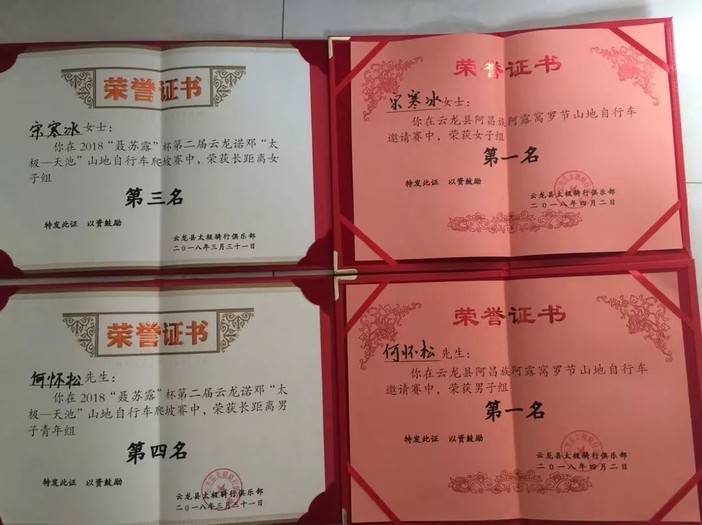 荣誉证书
宋寒冰女士：
你在2018“聂苏露”杯第二届云龙诺邓“太
极—天池”山地自行车爬坡赛中，荣获长距离女
子组
第三名
特发此证 以资鼓励
云龙县太极骑行俱乐部
二〇一八年三月三十一日
荣誉证书
宋寒冰女士：
你在云龙县阿昌族阿露窝罗节山地自行车
邀请赛中，荣获女子组
第一名
特发此证 以资鼓励
云龙县太极骑行俱乐部
二〇一八年四月二日
荣誉证书
何怀松先生：
你在2018“聂苏露”杯第二届云龙诺邓“太
极—天池”山地自行车爬坡赛中，荣获长距离男
子青年组
第四名
特发此证 以资鼓励
云龙县太极骑行俱乐部
二〇一八年三月三十一日
荣誉证书
何怀松先生：
你在云龙县阿昌族阿露窝罗节山地自行车
邀请赛中，荣获男子组
第一名
特发此证 以资鼓励
云龙县太极骑行俱乐部
二〇一八年四月二日